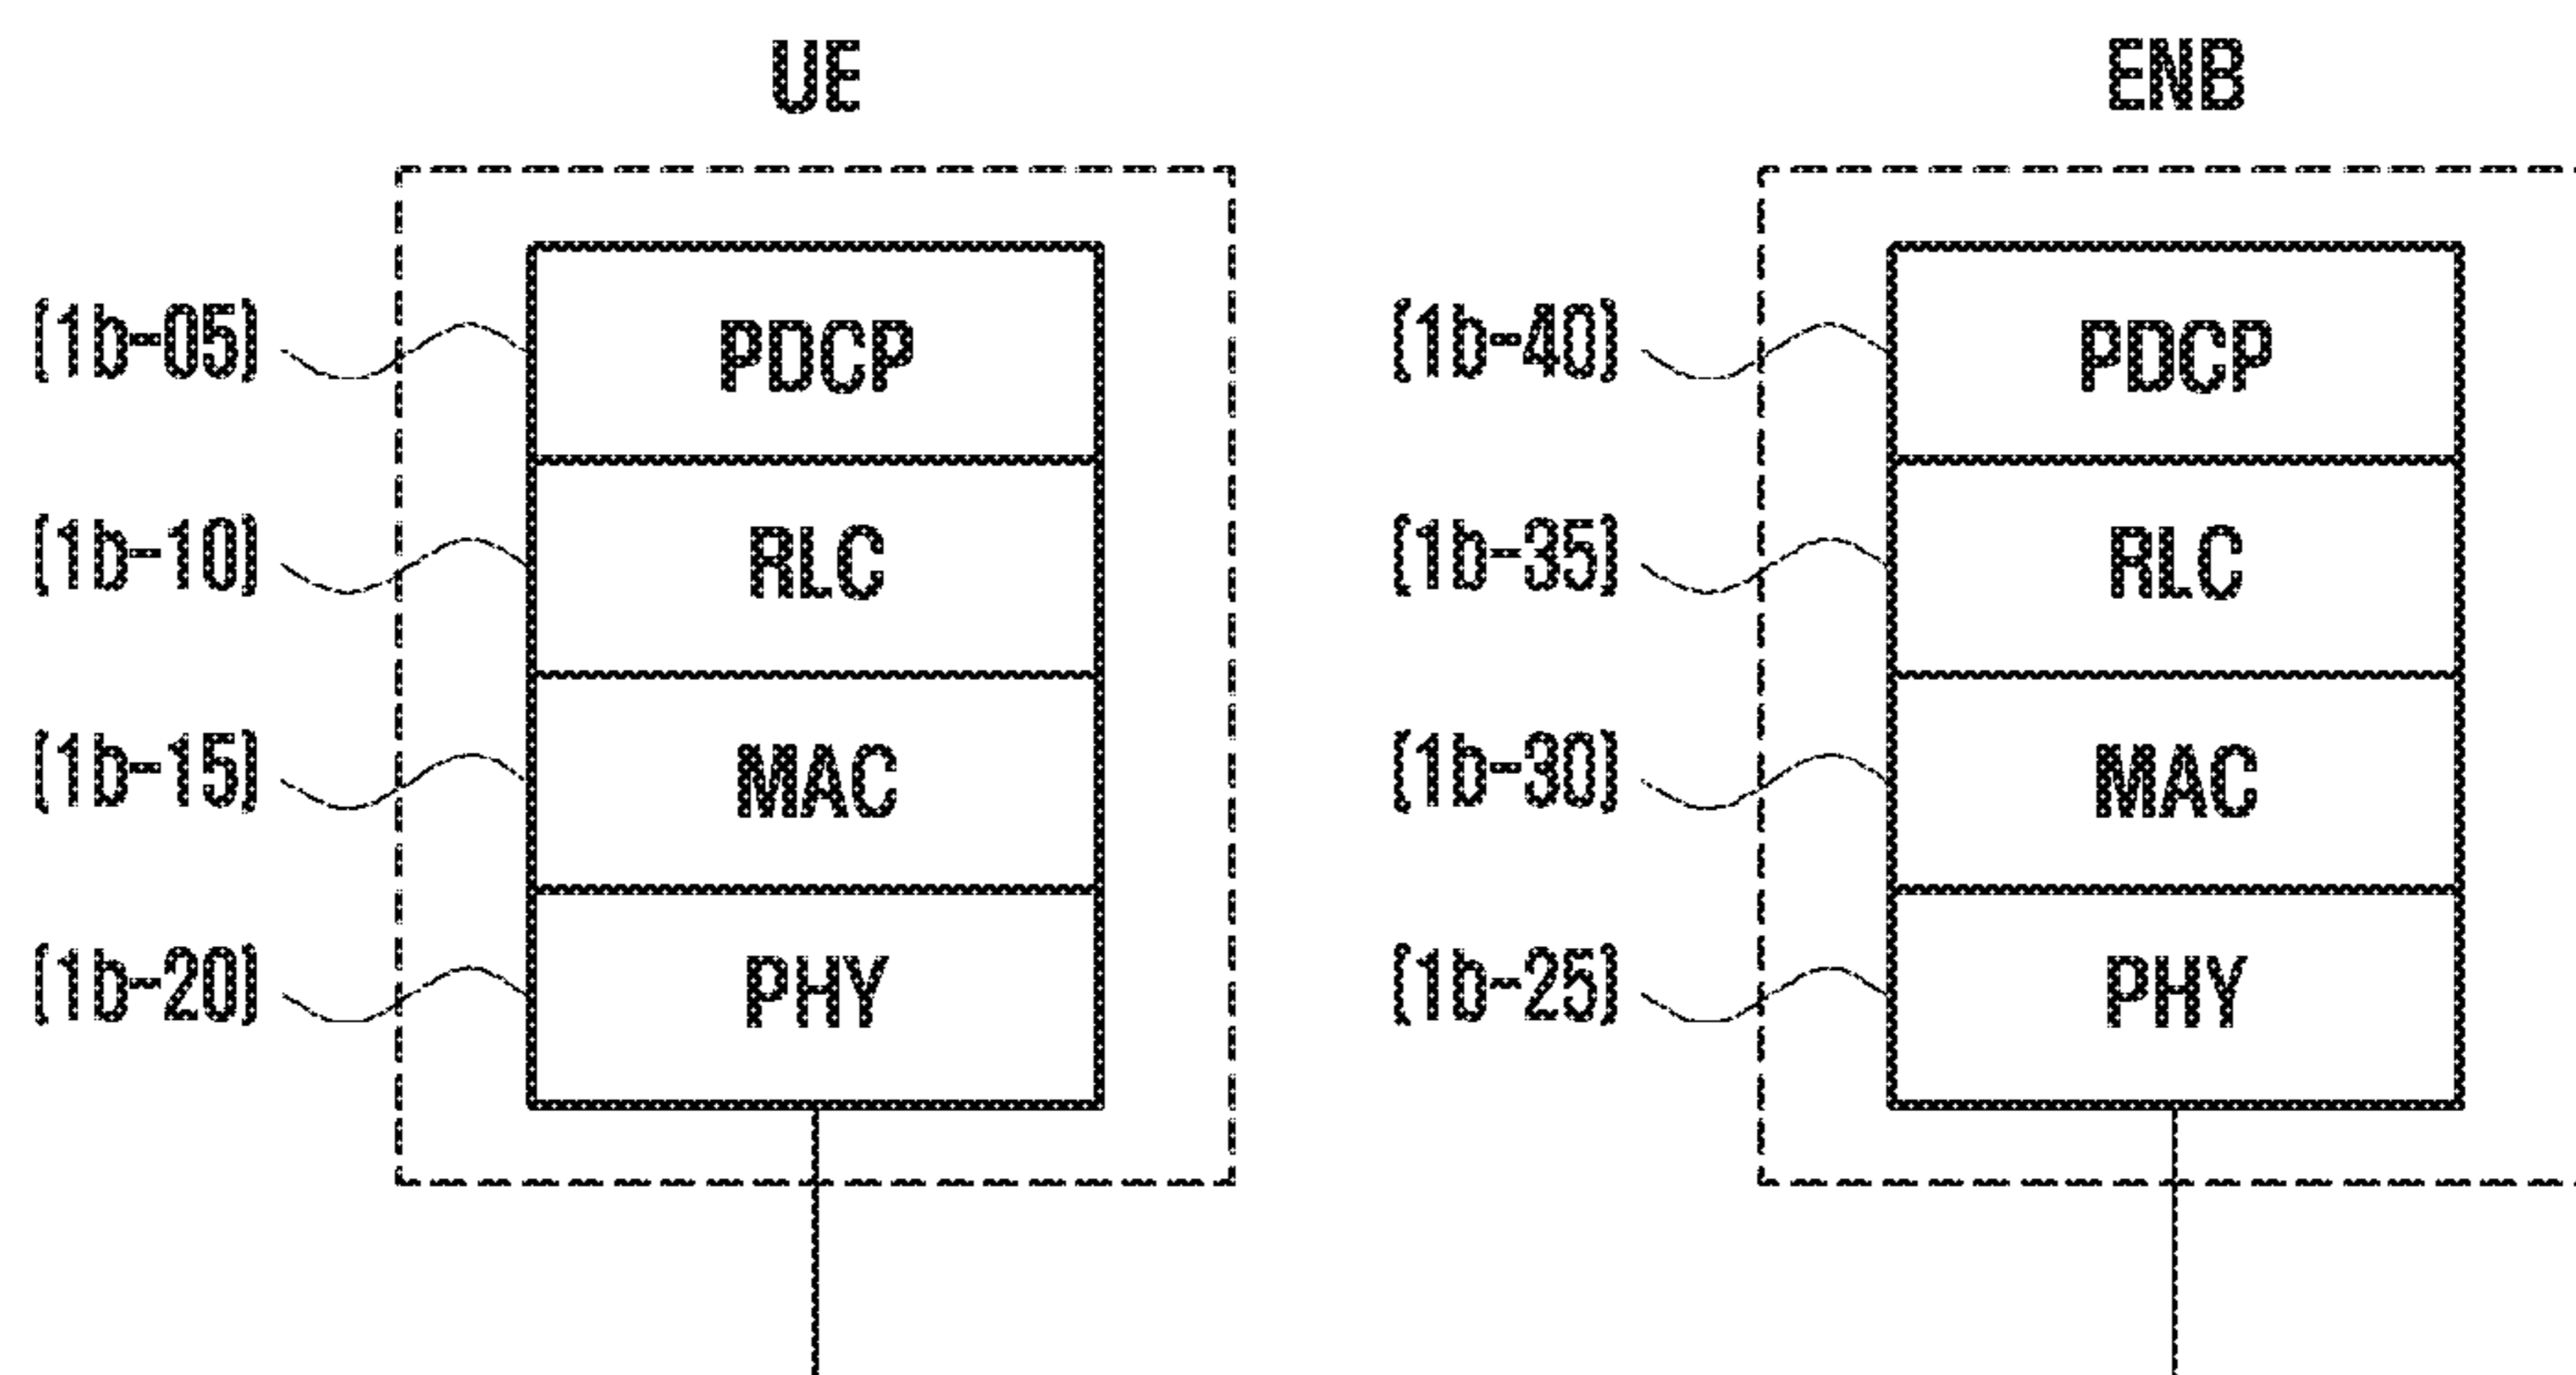 UE
ENB
(1b-05)
PDCP
(1b-40)
PDCP
(1b-10)
RLC
(1b-35)
RLC
(1b-15)
MAC
(1b-30)
MAC
(1b-20)
PHY
(1b-25)
PHY